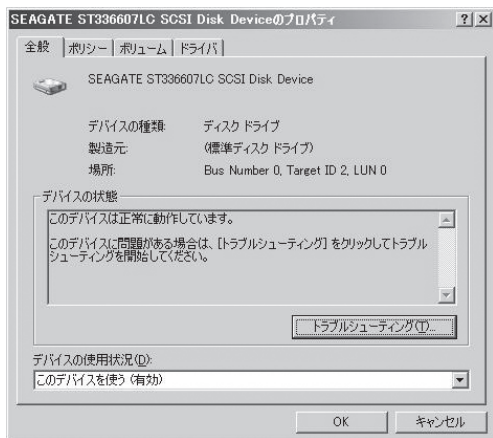 SEAGATE ST336607LC SCSI Disk Deviceのプロパティ
全般 ポリシー ボリューム ドライバ
SEAGATE ST336607LC SCSI Disk Device
デバイスの種類: ディスク ドライブ
製造元: (標準ディスク ドライブ)
場所: Bus Number 0, Target ID 2, LUN 0
デバイスの状態
このデバイスは正常に動作しています。
このデバイスに問題がある場合は、[トラブルシューティング] をクリックしてトラブル
シューティングを開始してください。
トラブルシューティング(T)...
デバイスの使用状況(D):
このデバイスを使う (有効)
OK キャンセル